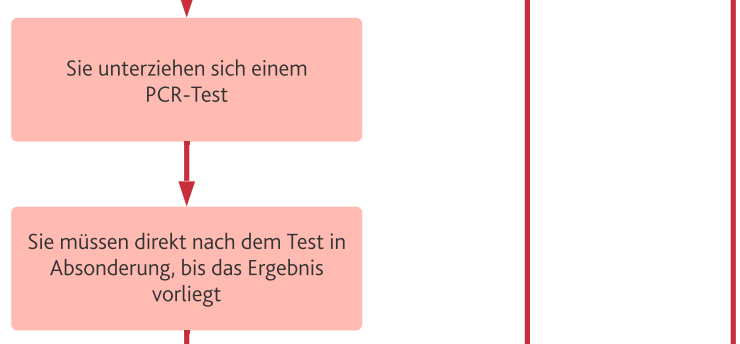 Sie unterziehen sich einem
PCR-Test
Sie müssen direkt nach dem Test in
Absonderung, bis das Ergebnis
vorliegt